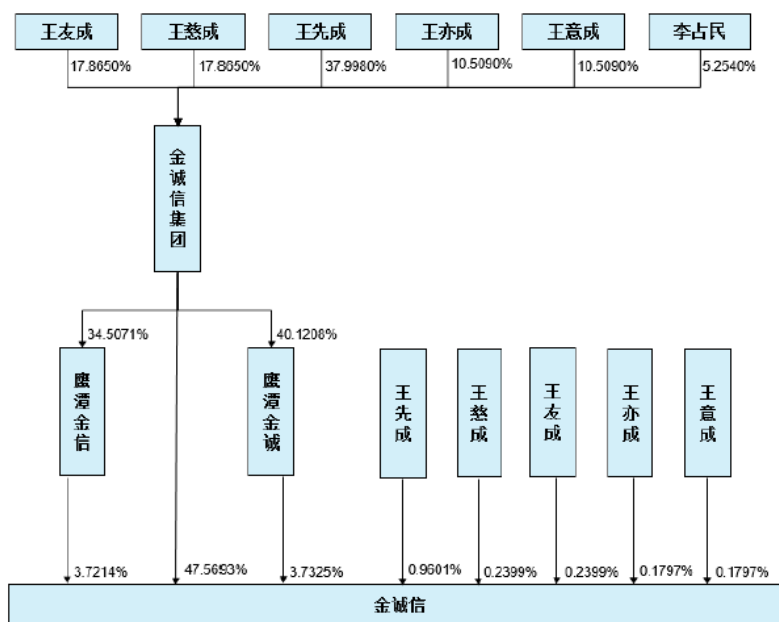 王友成
王慈成
王先成
王亦成
王意成
李占民
17.8650%
17.8650%
37.9980%
10.5090%
10.5090%
5.2540%
金诚信集团
34.5071%
40.1208%
鹰潭金信
鹰潭金诚
王先成
王慈成
王友成
王亦成
王意成
3.7214%
47.5693%
3.7325%
0.9601%
0.2399%
0.2399%
0.1797%
0.1797%
金诚信